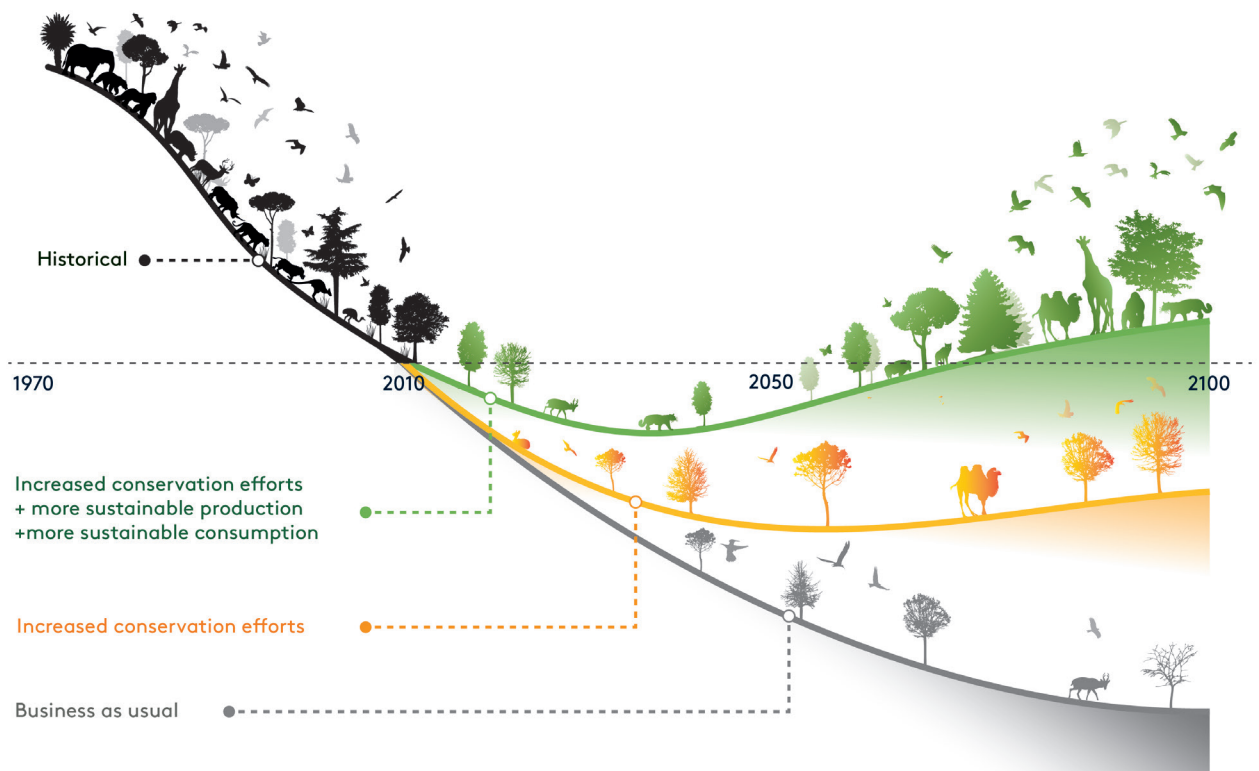 Historical
1970
2010
2050
2100
Increased conservation efforts
+ more sustainable production
+more sustainable consumption
Increased conservation efforts
Business as usual